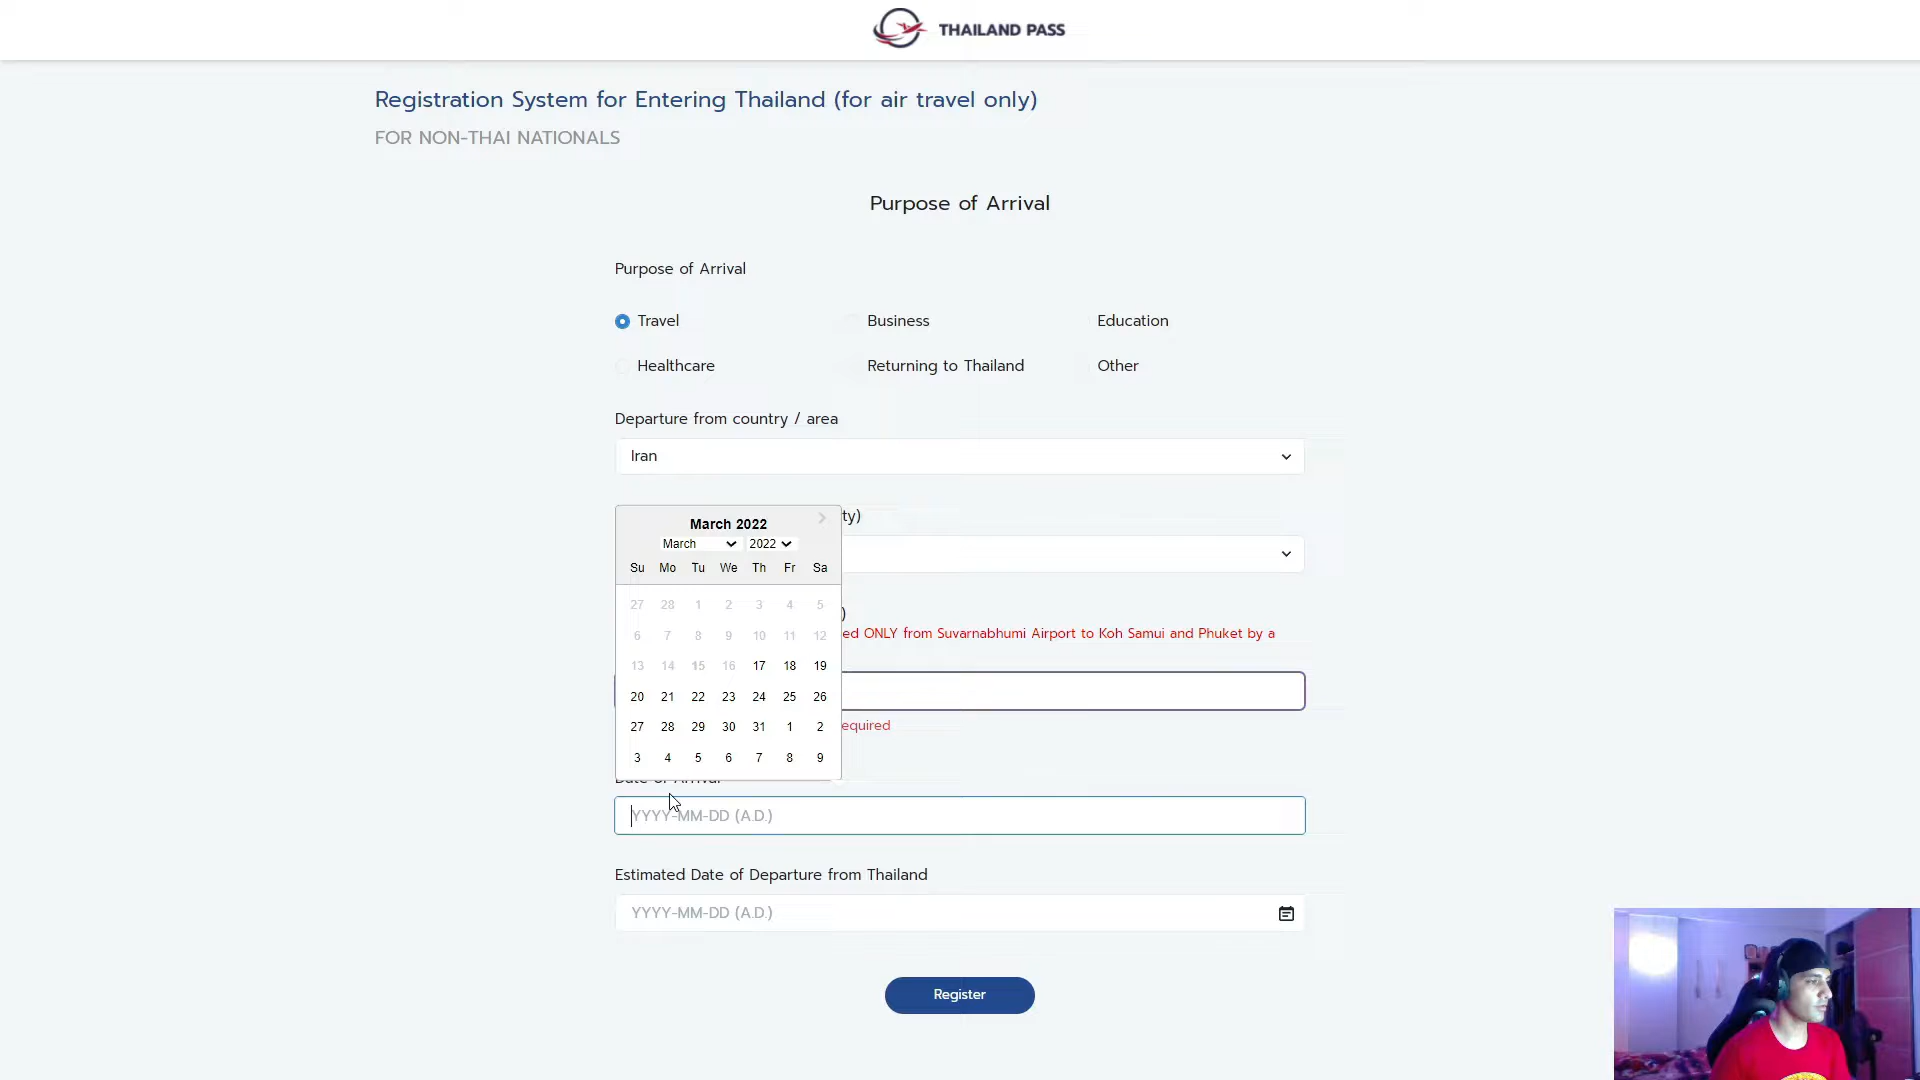 THAILAND PASS
Registration System for Entering Thailand (for air travel only)
FOR NON-THAI NATIONALS
Purpose of Arrival
Purpose of Arrival
Travel
Business
Education
Healthcare
Returning to Thailand
Other
Departure from country / area
Iran
ty)
March 2022
March 2022
Su Mo Tu We Th Fr Sa
27 28 1 2 3 4 5
6 7 8 9 10 11 12
13 14 15 16 17 18 19
20 21 22 23 24 25 26
27 28 29 30 31 1 2
3 4 5 6 7 8 9
)
ed ONLY from Suvarnabhumi Airport to Koh Samui and Phuket by a
equired
Date of Arrival
YYYY-MM-DD (A.D.)
Estimated Date of Departure from Thailand
YYYY-MM-DD (A.D.)
Register